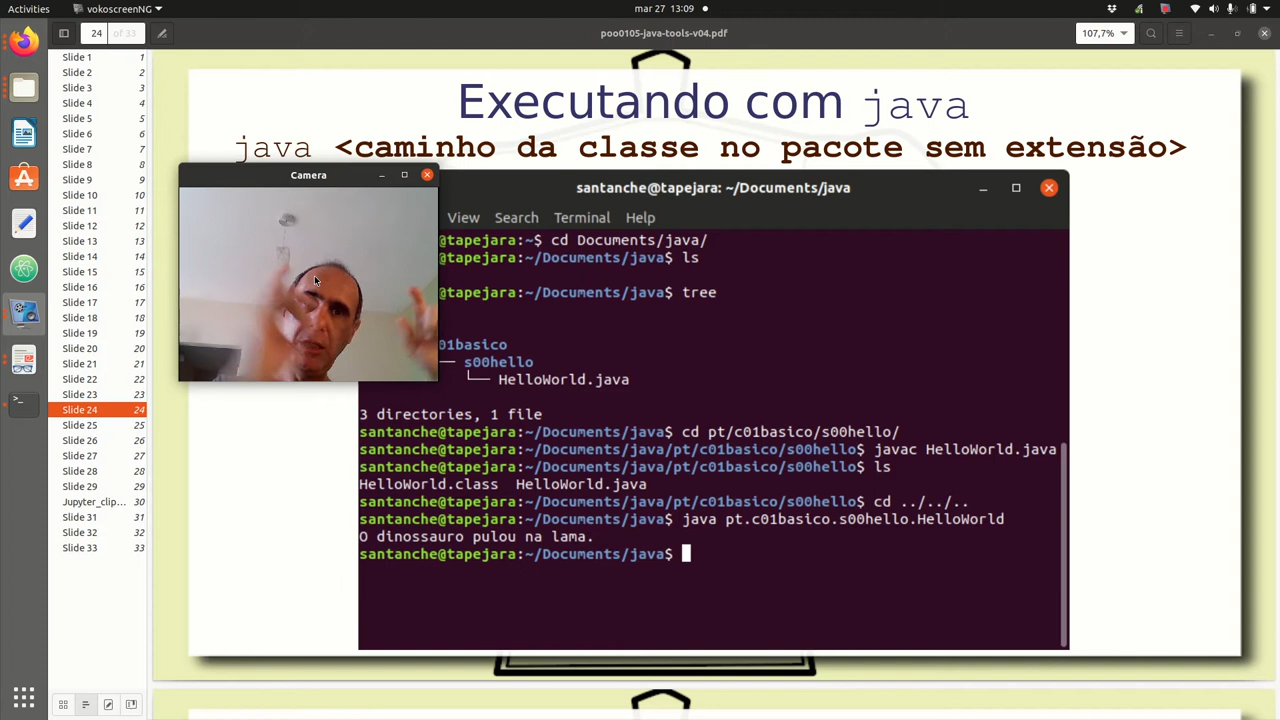 Activities vokoscreenNG mar 27 13:09
24 of 33 poo0105-java-tools-v04.pdf 107,7%
Slide 1 1
Slide 2 2
Slide 3 3
Slide 4 4
Slide 5 5
Slide 6 6
Slide 7 7
Slide 8 8
Slide 9 9
Slide 10 10
Slide 11 11
Slide 12 12
Slide 13 13
Slide 14 14
Slide 15 15
Slide 16 16
Slide 17 17
Slide 18 18
Slide 19 19
Slide 20 20
Slide 21 21
Slide 22 22
Slide 23 23
Slide 24 24
Slide 25 25
Slide 26 26
Slide 27 27
Slide 28 28
Slide 29 29
Jupyter_clip... 30
Slide 31 31
Slide 32 32
Slide 33 33
Executando com java
java <caminho da classe no pacote sem extensão>
Camera
santanche@tapejara: ~/Documents/java
View Search Terminal Help
@tapejara:~$ cd Documents/java/
@tapejara:~/Documents/java$ ls
@tapejara:~/Documents/java$ tree
01basico
── s00hello
└── HelloWorld.java
3 directories, 1 file
santanche@tapejara:~/Documents/java$ cd pt/c01basico/s00hello/
santanche@tapejara:~/Documents/java/pt/c01basico/s00hello$ javac HelloWorld.java
santanche@tapejara:~/Documents/java/pt/c01basico/s00hello$ ls
HelloWorld.class HelloWorld.java
santanche@tapejara:~/Documents/java/pt/c01basico/s00hello$ cd ../../..
santanche@tapejara:~/Documents/java$ java pt.c01basico.s00hello.HelloWorld
O dinossauro pulou na lama.
santanche@tapejara:~/Documents/java$